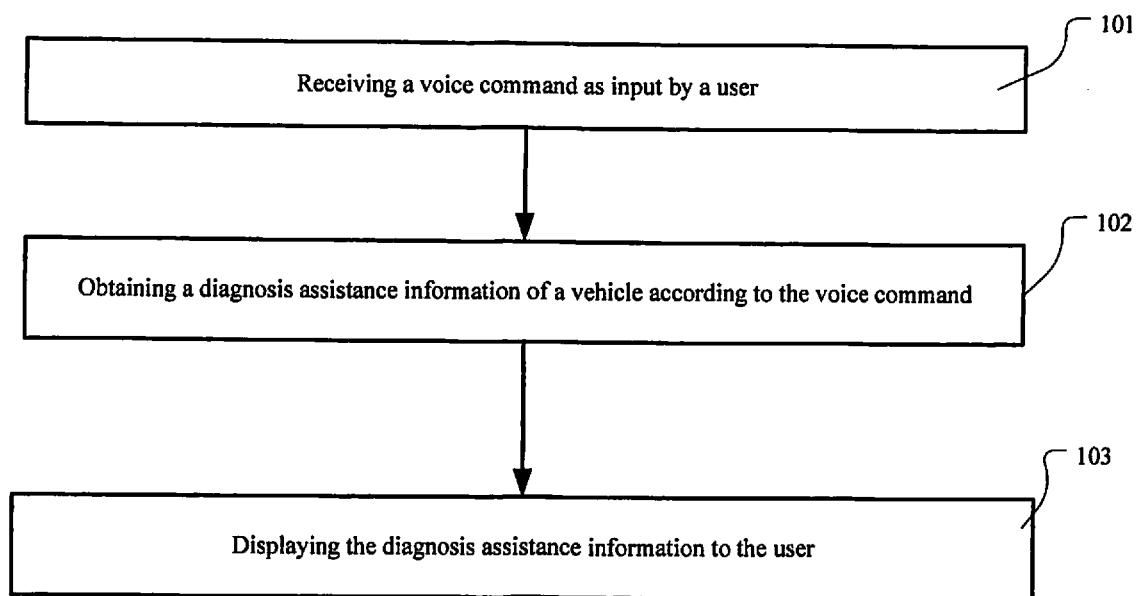 101
Receiving a voice command as input by a user
102
Obtaining a diagnosis assistance information of a vehicle according to the voice command
103
Displaying the diagnosis assistance information to the user